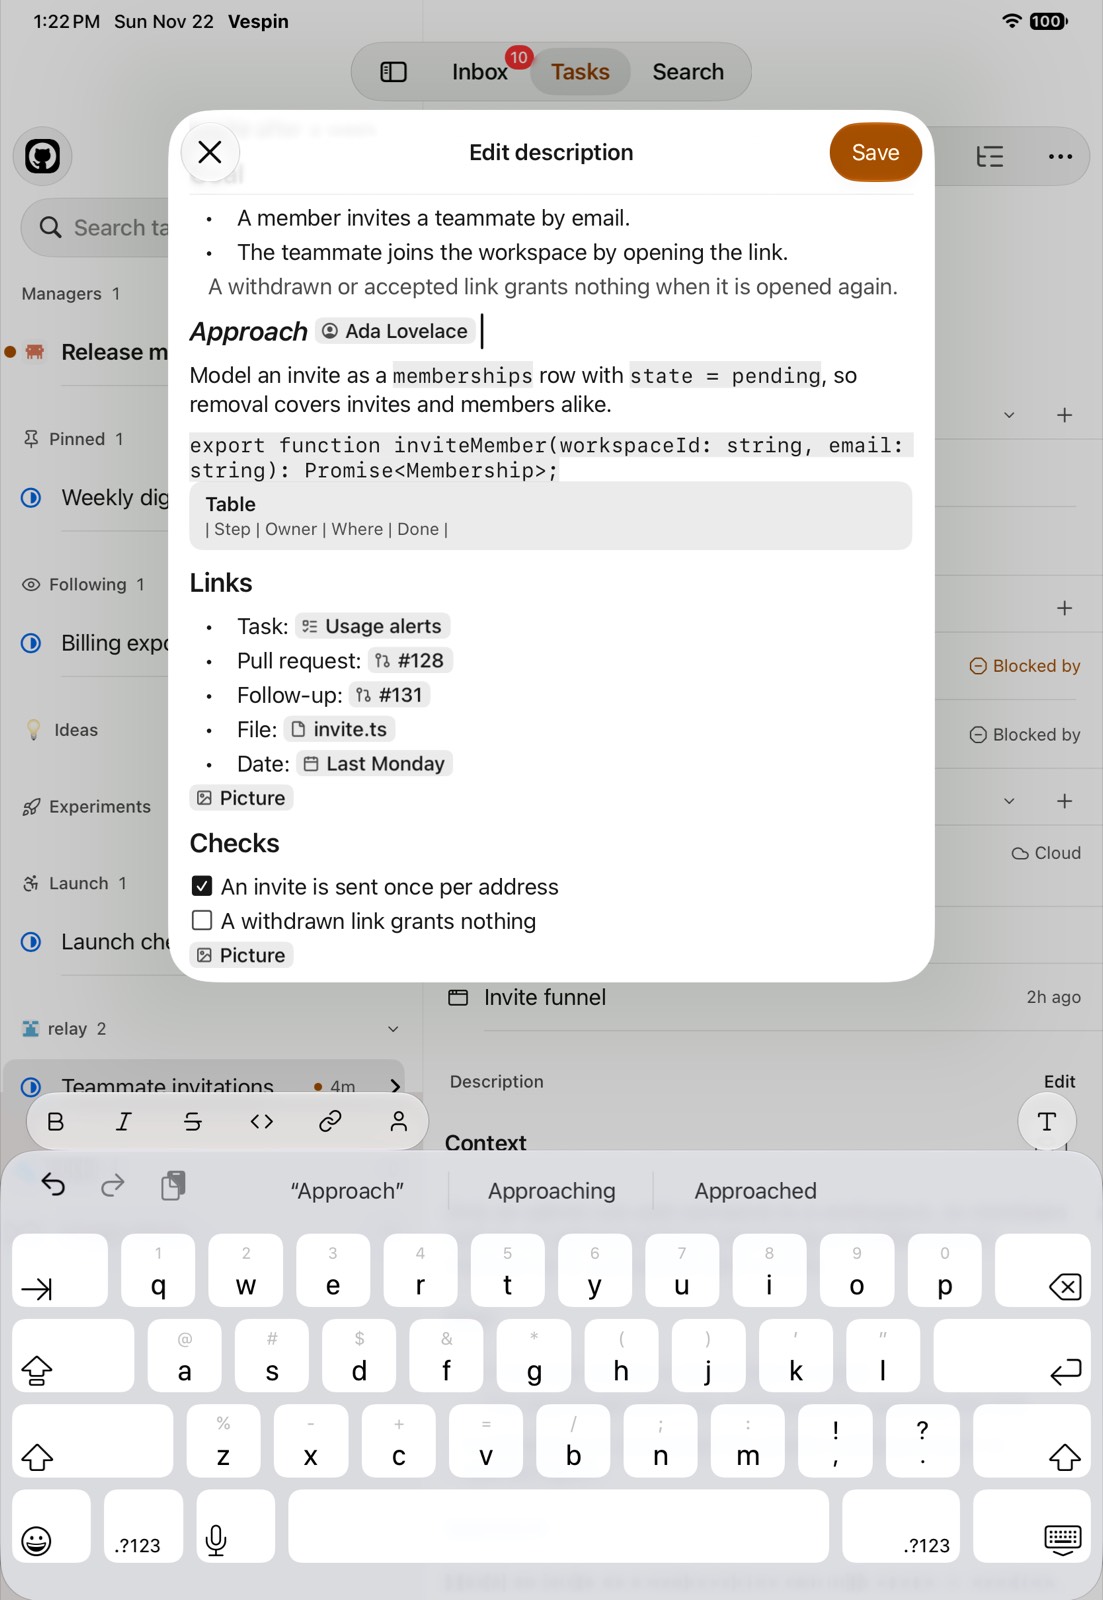 1:22 PM Sun Nov 22 Vespin
100
Inbox 10 Tasks Search
Edit description
Save
Search ta
Managers 1
Release m
Pinned 1
Weekly dig
Following 1
Billing expo
Ideas
Experiments
Launch 1
Launch che
relay 2
Teammate invitations 4m
• A member invites a teammate by email.
• The teammate joins the workspace by opening the link.
A withdrawn or accepted link grants nothing when it is opened again.
Approach Ada Lovelace
Model an invite as a memberships row with state = pending, so
removal covers invites and members alike.
export function inviteMember(workspaceId: string, email:
string): Promise<Membership>;
Table
| Step | Owner | Where | Done |
Links
• Task: Usage alerts
• Pull request: #128
• Follow-up: #131
• File: invite.ts
• Date: Last Monday
Picture
Checks
An invite is sent once per address
A withdrawn link grants nothing
Picture
Blocked by
Blocked by
Cloud
Invite funnel 2h ago
Description Edit
Context
B I S <> T
“Approach” Approaching Approached
1 2 3 4 5 6 7 8 9 0
q w e r t y u i o p
@ # $ & * ( ) ' "
a s d f g h j k l
% - + = / ; : ! ?
z x c v b n m , .
.?123 .?123